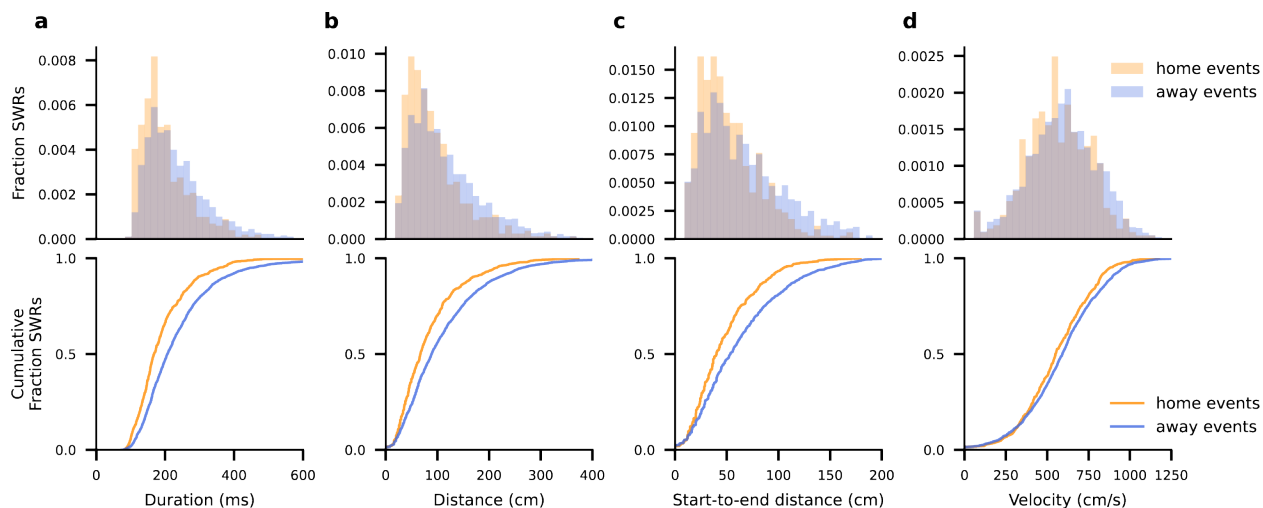 a
b
c
d
Fraction SWRs
0.008
0.006
0.004
0.002
0.000
0.010
0.008
0.006
0.004
0.002
0.000
0.0150
0.0125
0.0100
0.0075
0.0050
0.0025
0.0000
0.0025
0.0020
0.0015
0.0010
0.0005
0.0000
home events
away events
Cumulative
Fraction SWRs
1.0
0.5
0.0
1.0
0.5
0.0
1.0
0.5
0.0
1.0
0.5
0.0
home events
away events
0 200 400 600
0 100 200 300 400
0 50 100 150 200
0 250 500 750 1000 1250
Duration (ms)
Distance (cm)
Start-to-end distance (cm)
Velocity (cm/s)